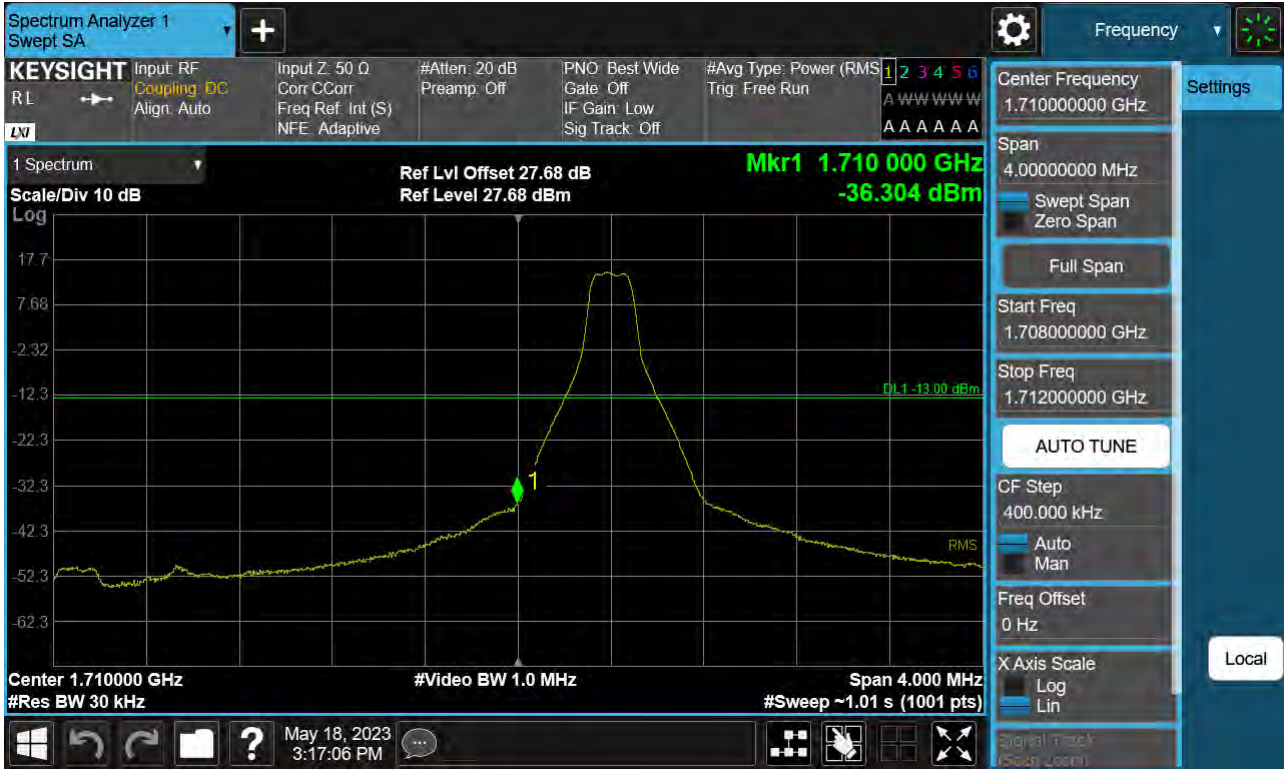 Spectrum Analyzer 1
Swept SA
Frequency
KEYSIGHT
RL
LXI
Input: RF
Coupling: DC
Align: Auto
Input Z: 50 Ω
Corr CCorr
Freq Ref: Int (S)
NFE: Adaptive
#Atten: 20 dB
Preamp: Off
PNO: Best Wide
Gate: Off
IF Gain: Low
Sig Track: Off
#Avg Type: Power (RMS
Trig: Free Run
1 2 3 4 5 6
A W W W W W
A A A A A A
1 Spectrum
Scale/Div 10 dB
Log
Ref Lvl Offset 27.68 dB
Ref Level 27.68 dBm
Mkr1 1.710 000 GHz
-36.304 dBm
17.7
7.68
-2.32
-12.3
-22.3
-32.3
-42.3
-52.3
-62.3
DL1 -13.00 dBm
1
RMS
Center 1.710000 GHz
#Res BW 30 kHz
#Video BW 1.0 MHz
Span 4.000 MHz
#Sweep ~1.01 s (1001 pts)
Center Frequency
1.710000000 GHz
Span
4.00000000 MHz
Swept Span
Zero Span
Full Span
Start Freq
1.708000000 GHz
Stop Freq
1.712000000 GHz
AUTO TUNE
CF Step
400.000 kHz
Auto
Man
Freq Offset
0 Hz
X Axis Scale
Log
Lin
Signal Track
(Span Zoom)
Settings
Local
?
May 18, 2023
3:17:06 PM